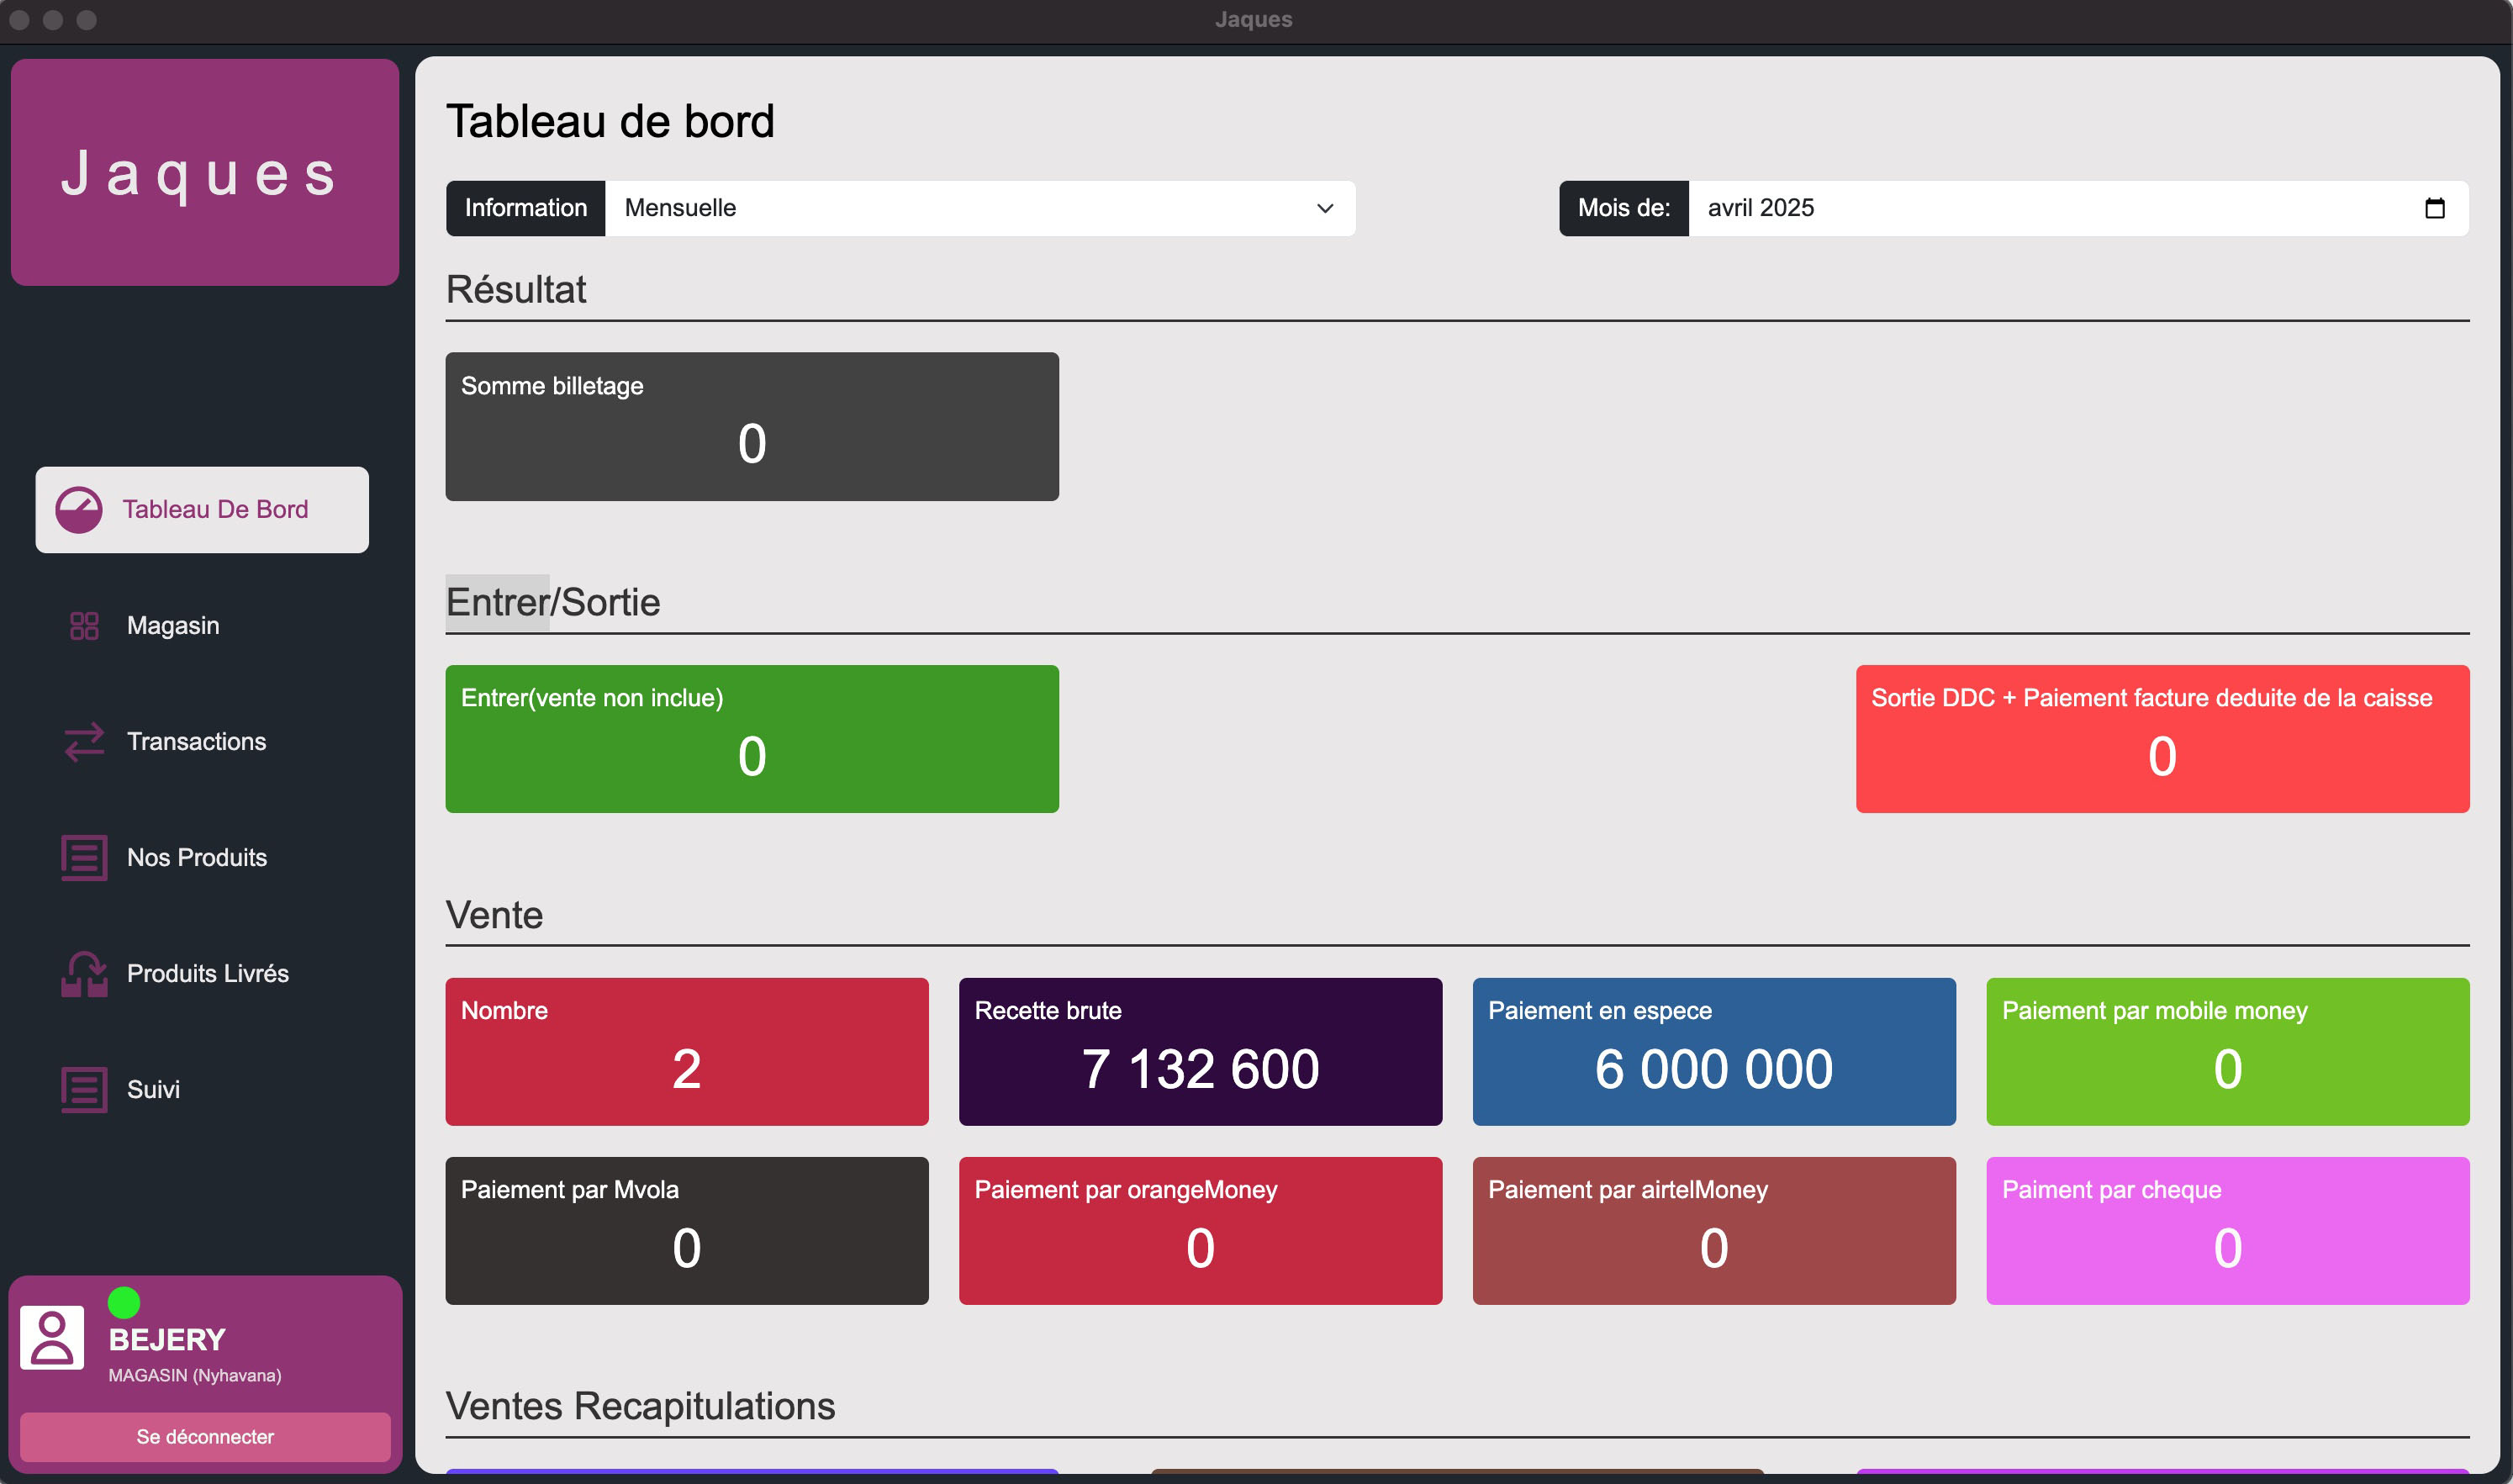 Jaques
Jaques
Tableau De Bord
Magasin
Transactions
Nos Produits
Produits Livrés
Suivi
BEJERY
MAGASIN (Nyhavana)
Se déconnecter
Tableau de bord
Information Mensuelle
Mois de: avril 2025
Résultat
Somme billetage
0
Entrer/Sortie
Entrer(vente non inclue)
0
Sortie DDC + Paiement facture deduite de la caisse
0
Vente
Nombre
2
Recette brute
7 132 600
Paiement en espece
6 000 000
Paiement par mobile money
0
Paiement par Mvola
0
Paiement par orangeMoney
0
Paiement par airtelMoney
0
Paiment par cheque
0
Ventes Recapitulations